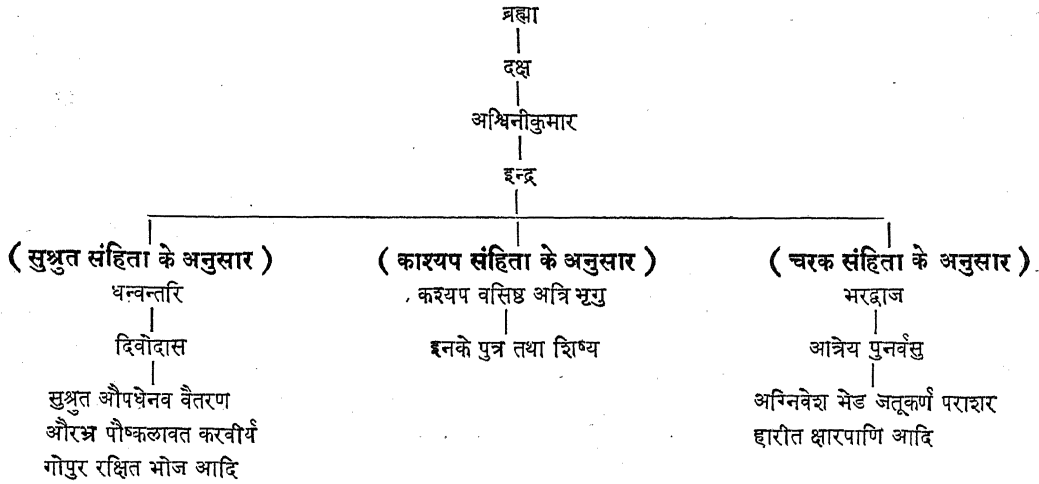 ब्रह्मा
दक्ष
अश्विनीकुमार
इन्द्र
( सुश्रुत संहिता के अनुसार )
धन्वन्तरि
दिवोदास
सुश्रुत औपधेनव वैतरण
औरभ्र पौष्कलावत करवीर्य
गोपुर रक्षित भोज आदि
( काश्यप संहिता के अनुसार )
कश्यप वसिष्ठ अत्रि भृगु
इनके पुत्र तथा शिष्य
( चरक संहिता के अनुसार )
भरद्वाज
आत्रेय पुनर्वसु
अग्निवेश भेड जतूकर्ण पराशर
हारीत क्षारपाणि आदि